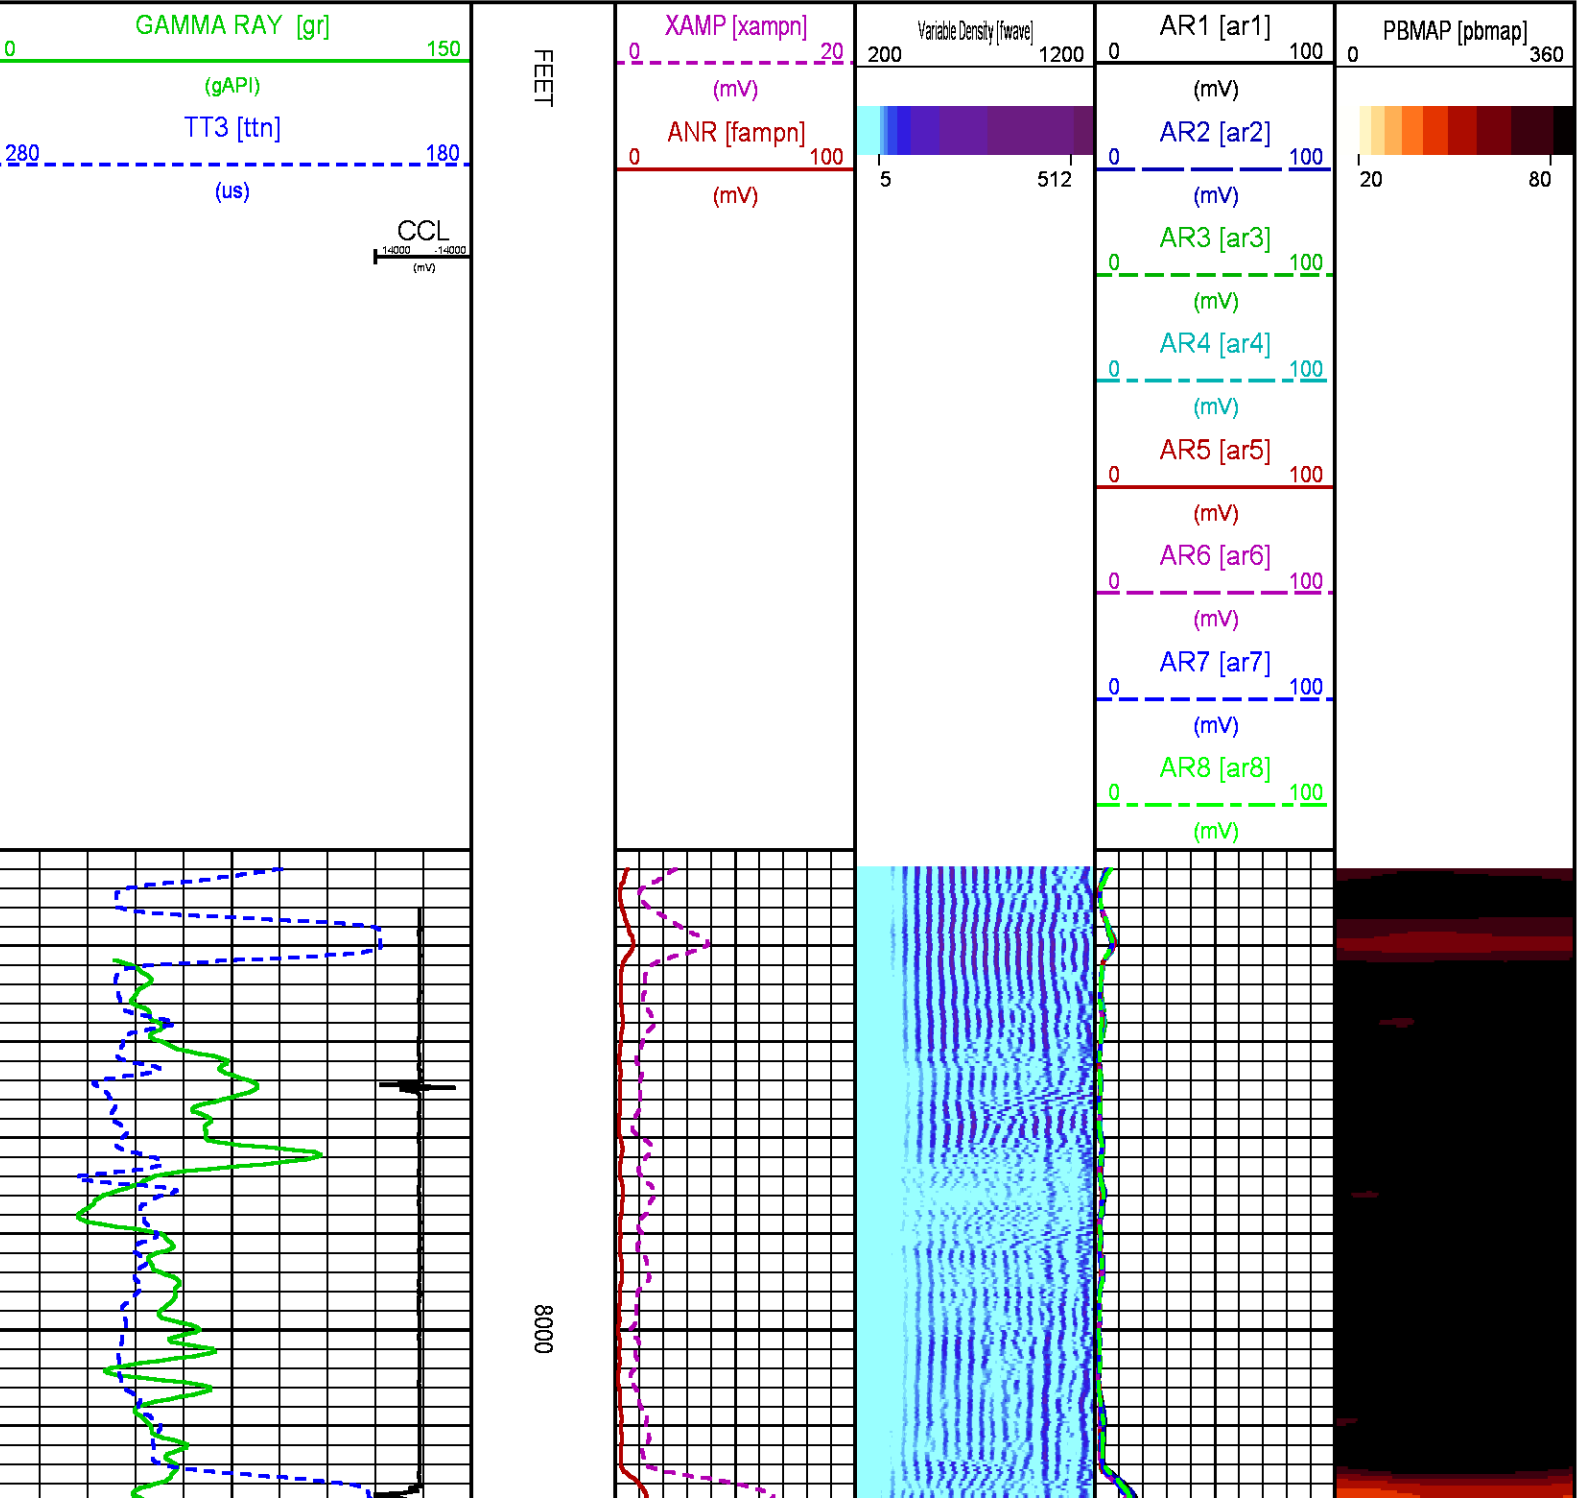 GAMMA RAY [gr]
0 150
(gAPI)
TT3 [ttn]
280 180
(us)
CCL
14000 -14000
(mV)
FEET
8000
XAMP [xampn]
0 20
(mV)
ANR [fampn]
0 100
(mV)
Variable Density [fwave]
200 1200
5 512
AR1 [ar1]
0 100
(mV)
AR2 [ar2]
0 100
(mV)
AR3 [ar3]
0 100
(mV)
AR4 [ar4]
0 100
(mV)
AR5 [ar5]
0 100
(mV)
AR6 [ar6]
0 100
(mV)
AR7 [ar7]
0 100
(mV)
AR8 [ar8]
0 100
(mV)
PBMAP [pbmap]
0 360
20 80